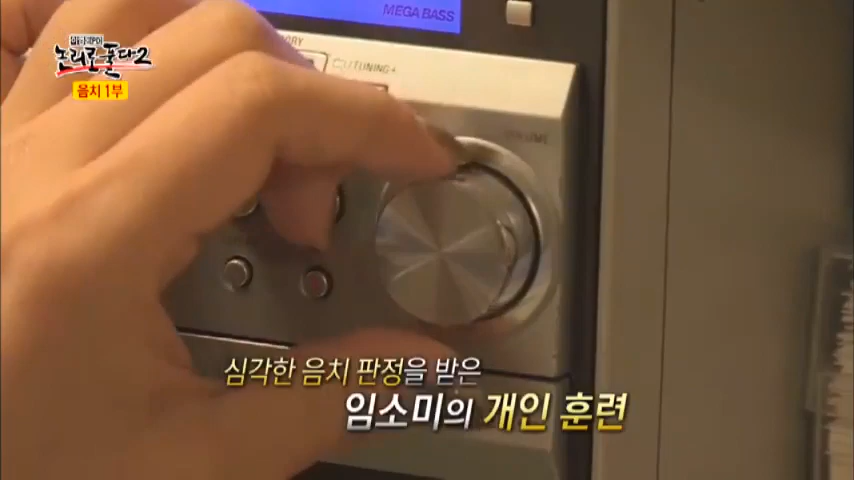 논리로 풀다2
음치 1부
MEGA BASS
TUNING+
VOLUME
심각한 음치 판정을 받은
임소미의 개인 훈련